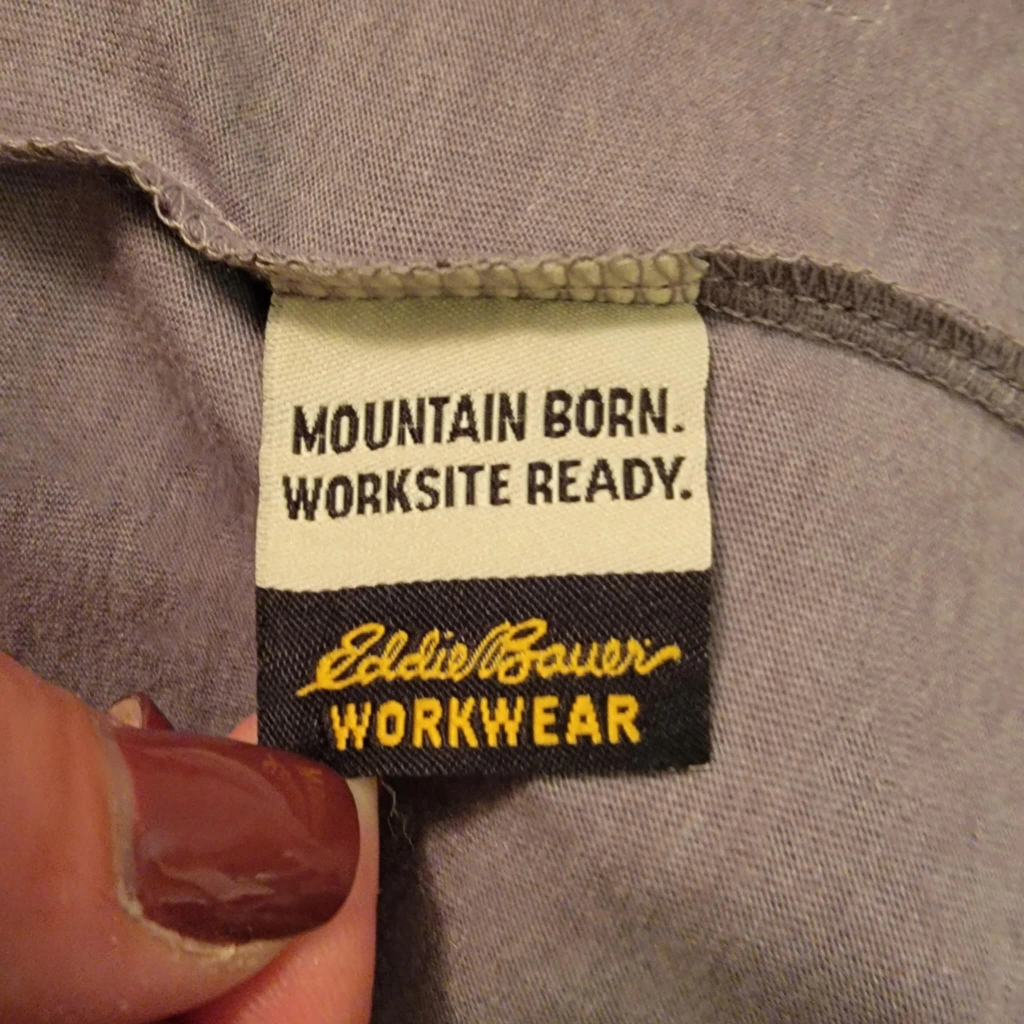 MOUNTAIN BORN.
WORKSITE READY.
Eddie Bauer
WORKWEAR